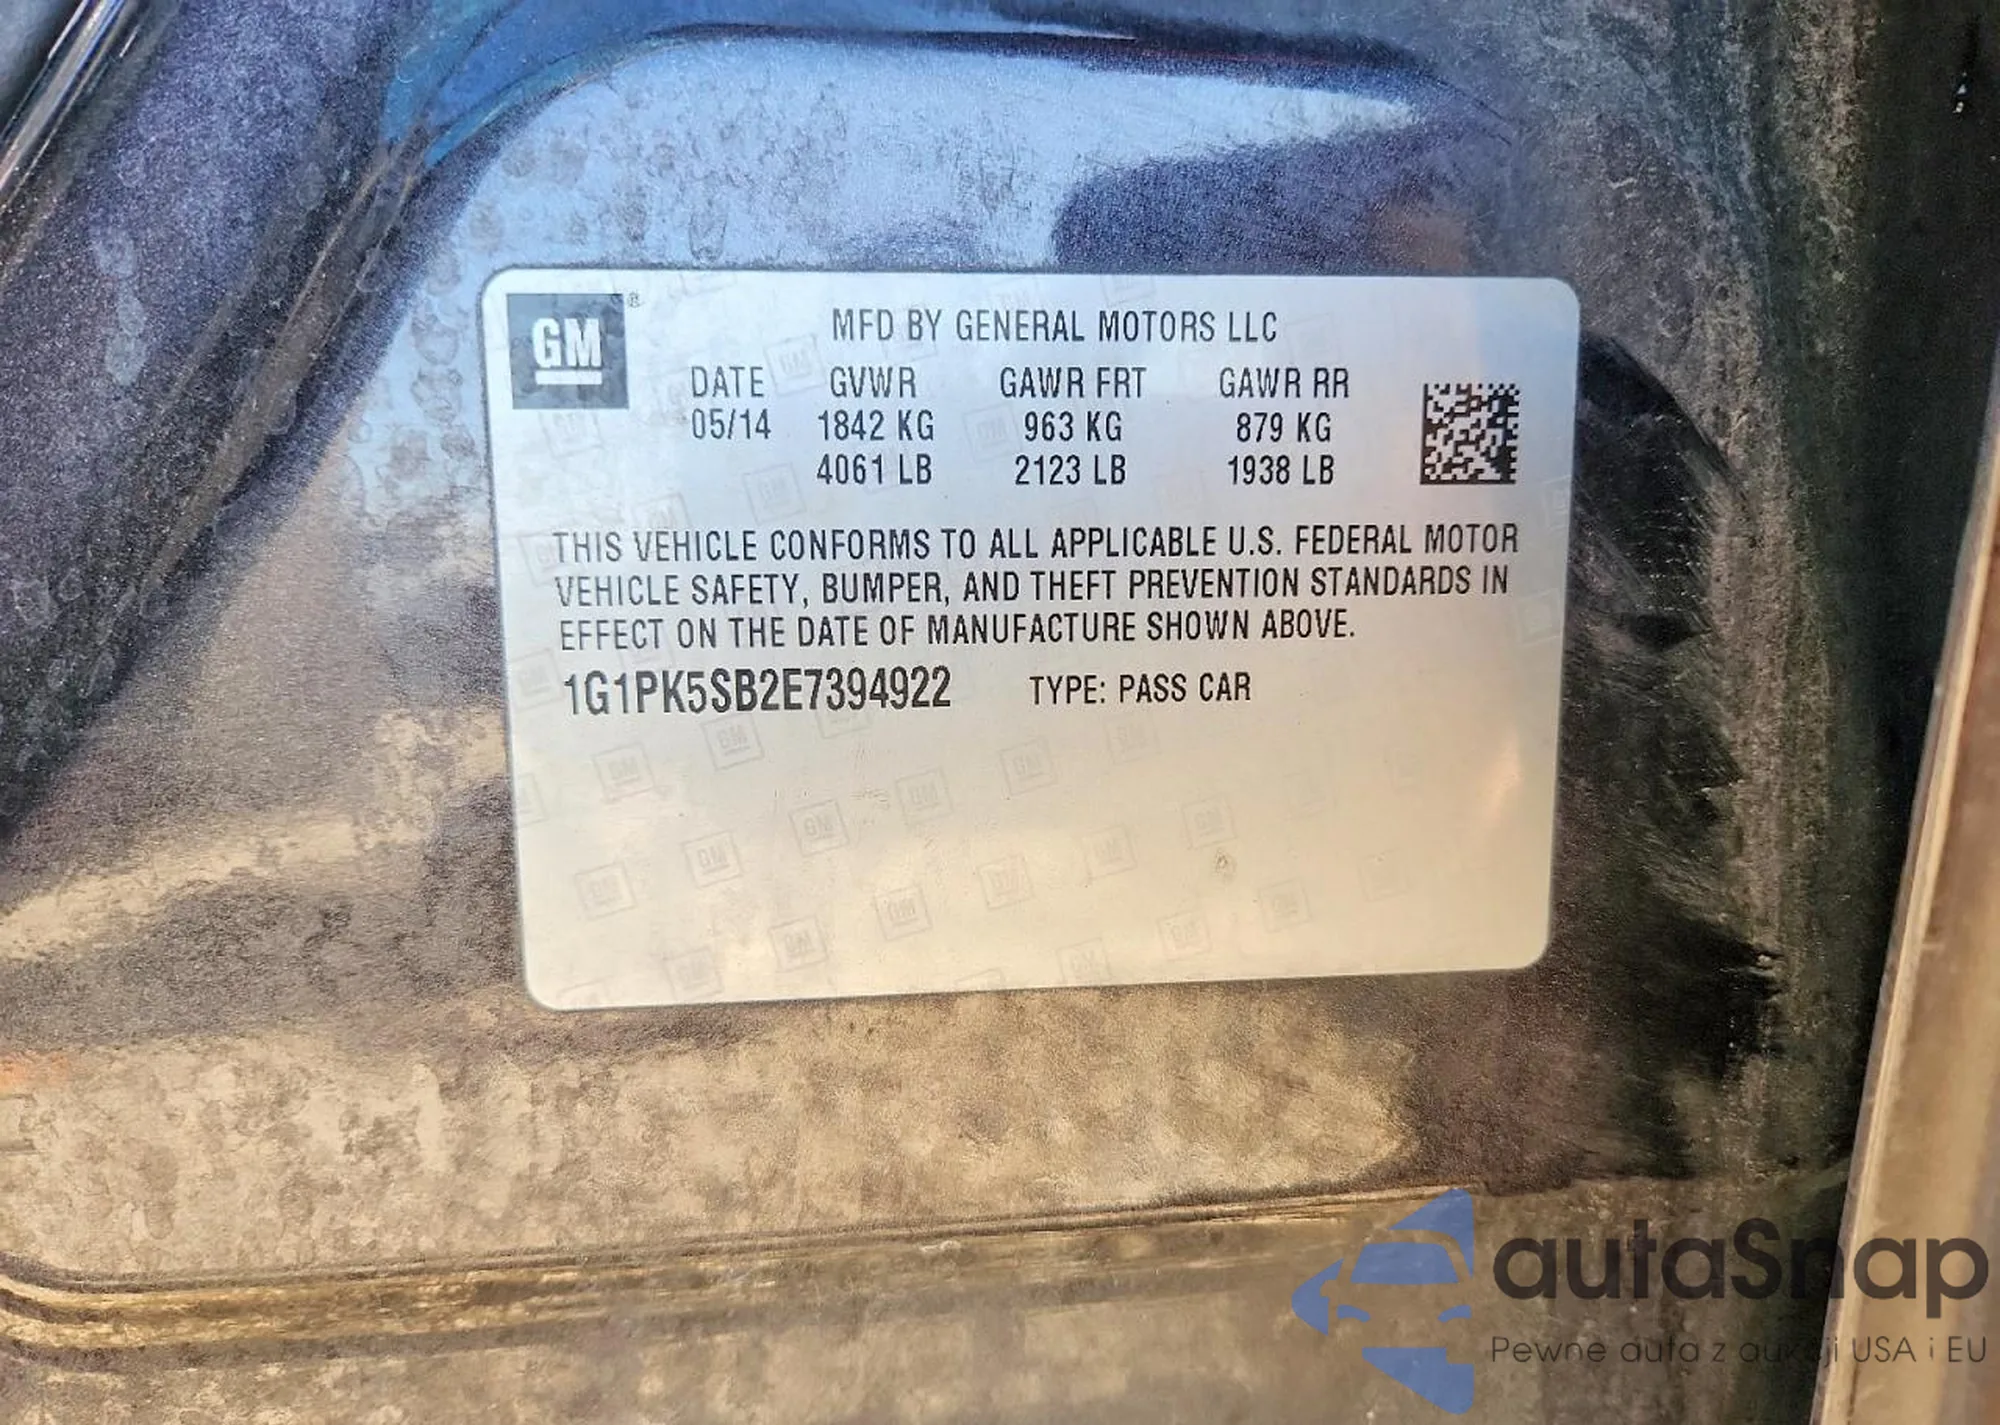 GM ®
MFD BY GENERAL MOTORS LLC
DATE GVWR GAWR FRT GAWR RR
05/14 1842 KG 963 KG 879 KG
4061 LB 2123 LB 1938 LB
THIS VEHICLE CONFORMS TO ALL APPLICABLE U.S. FEDERAL MOTOR
VEHICLE SAFETY, BUMPER, AND THEFT PREVENTION STANDARDS IN
EFFECT ON THE DATE OF MANUFACTURE SHOWN ABOVE.
1G1PK5SB2E7394922 TYPE: PASS CAR
autaSnap
Pewne auta z aukcji USA i EU